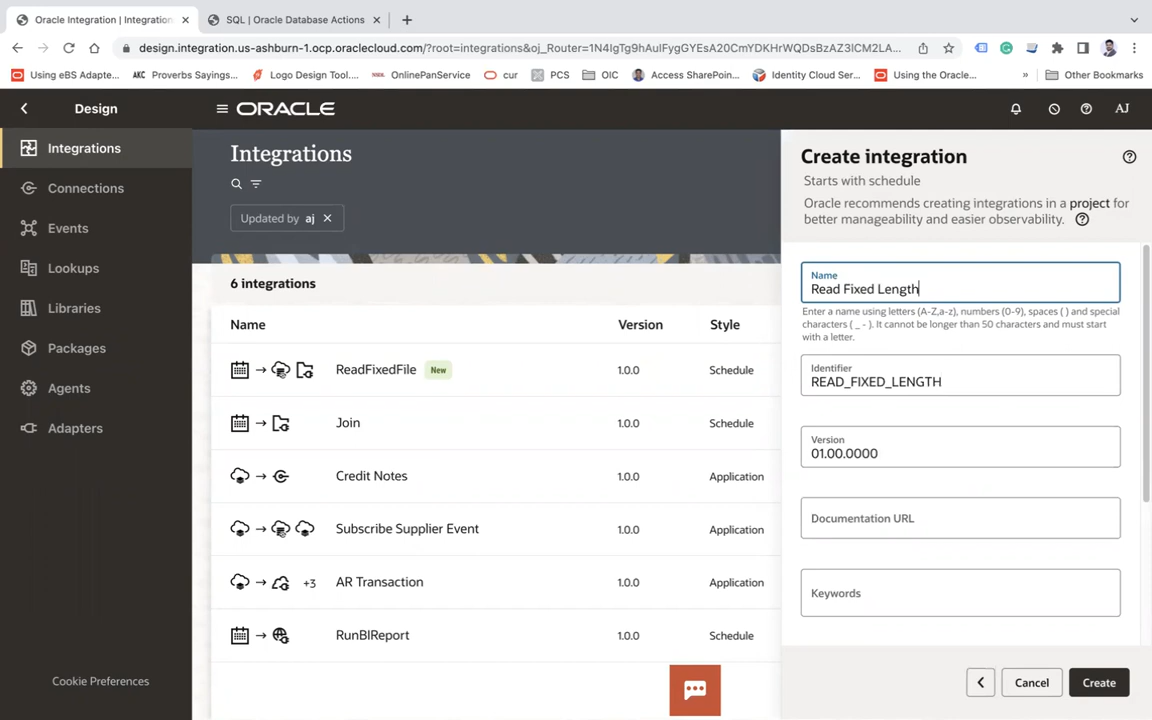 Oracle Integration | Integration
SQL | Oracle Database Actions
design.integration.us-ashburn-1.ocp.oraclecloud.com/?root=integrations&oj_Router=1N4IgTg9hAuIFygGYEsA20CmYDKHrWQDsBzAZ3ICM2LA...
Using eBS Adapte...
AKC Proverbs Sayings...
Logo Design Tool....
OnlinePanService
cur
PCS
OIC
Access SharePoin...
Identity Cloud Ser...
Using the Oracle...
»
Other Bookmarks
Design
ORACLE
AJ
Integrations
Connections
Events
Lookups
Libraries
Packages
Agents
Adapters
Cookie Preferences
Integrations
Updated by aj
6 integrations
Name Version Style
ReadFixedFile New 1.0.0 Schedule
Join 1.0.0 Schedule
Credit Notes 1.0.0 Application
Subscribe Supplier Event 1.0.0 Application
+3 AR Transaction 1.0.0 Application
RunBIReport 1.0.0 Schedule
Create integration
Starts with schedule
Oracle recommends creating integrations in a project for
better manageability and easier observability.
Name
Read Fixed Length
Enter a name using letters (A-Z,a-z), numbers (0-9), spaces ( ) and special
characters ( _ - ). It cannot be longer than 50 characters and must start
with a letter.
Identifier
READ_FIXED_LENGTH
Version
01.00.0000
Documentation URL
Keywords
Cancel
Create